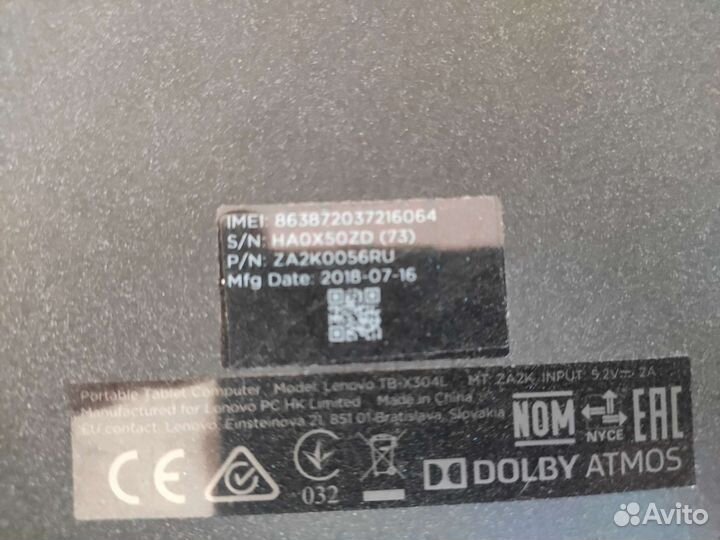 IMEI: 863872037216064
S/N: HA0X50ZD (73)
P/N: ZA2K0056RU
Mfg Date: 2018-07-16
Portable Tablet Computer Model: Lenovo TB-X304L MT: ZA2K INPUT: 5.2V⎓2A
Manufactured for Lenovo PC HK Limited Made in China
EU contact: Lenovo, Einsteinova 21, 851 01 Bratislava, Slovakia
NOM NYCE EAC
CE 032 DOLBY ATMOS
Avito